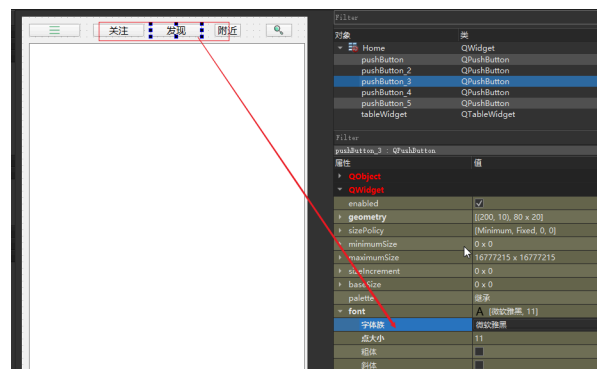 关注 发现 附近
Filter
对象 类
Home QWidget
pushButton QPushButton
pushButton_2 QPushButton
pushButton_3 QPushButton
pushButton_4 QPushButton
pushButton_5 QPushButton
tableWidget QTableWidget
Filter
pushButton_3 : QPushButton
属性 值
QObject
QWidget
enabled
geometry [(200, 10), 80 x 20]
sizePolicy [Minimum, Fixed, 0, 0]
minimumSize 0 x 0
maximumSize 16777215 x 16777215
sizeIncrement 0 x 0
baseSize 0 x 0
palette 继承
font A [微软雅黑, 11]
字体族 微软雅黑
点大小 11
粗体
斜体